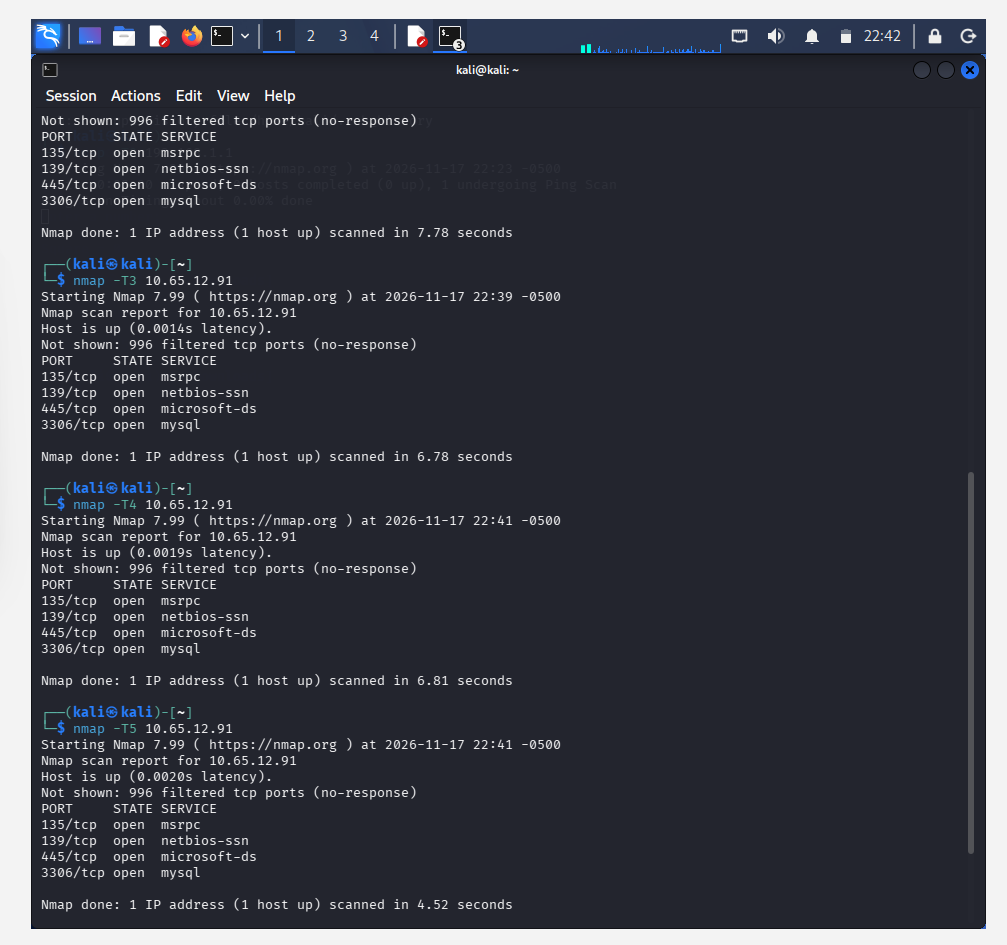 1 2 3 4 3 22:42
kali@kali: ~
Session Actions Edit View Help
Not shown: 996 filtered tcp ports (no-response)
PORT     STATE SERVICE
135/tcp  open  msrpc
139/tcp  open  netbios-ssn
445/tcp  open  microsoft-ds
3306/tcp open  mysql

Nmap done: 1 IP address (1 host up) scanned in 7.78 seconds

┌──(kali㉿kali)-[~]
└─$ nmap -T3 10.65.12.91
Starting Nmap 7.99 ( https://nmap.org ) at 2026-11-17 22:39 -0500
Nmap scan report for 10.65.12.91
Host is up (0.0014s latency).
Not shown: 996 filtered tcp ports (no-response)
PORT     STATE SERVICE
135/tcp  open  msrpc
139/tcp  open  netbios-ssn
445/tcp  open  microsoft-ds
3306/tcp open  mysql

Nmap done: 1 IP address (1 host up) scanned in 6.78 seconds

┌──(kali㉿kali)-[~]
└─$ nmap -T4 10.65.12.91
Starting Nmap 7.99 ( https://nmap.org ) at 2026-11-17 22:41 -0500
Nmap scan report for 10.65.12.91
Host is up (0.0019s latency).
Not shown: 996 filtered tcp ports (no-response)
PORT     STATE SERVICE
135/tcp  open  msrpc
139/tcp  open  netbios-ssn
445/tcp  open  microsoft-ds
3306/tcp open  mysql

Nmap done: 1 IP address (1 host up) scanned in 6.81 seconds

┌──(kali㉿kali)-[~]
└─$ nmap -T5 10.65.12.91
Starting Nmap 7.99 ( https://nmap.org ) at 2026-11-17 22:41 -0500
Nmap scan report for 10.65.12.91
Host is up (0.0020s latency).
Not shown: 996 filtered tcp ports (no-response)
PORT     STATE SERVICE
135/tcp  open  msrpc
139/tcp  open  netbios-ssn
445/tcp  open  microsoft-ds
3306/tcp open  mysql

Nmap done: 1 IP address (1 host up) scanned in 4.52 seconds